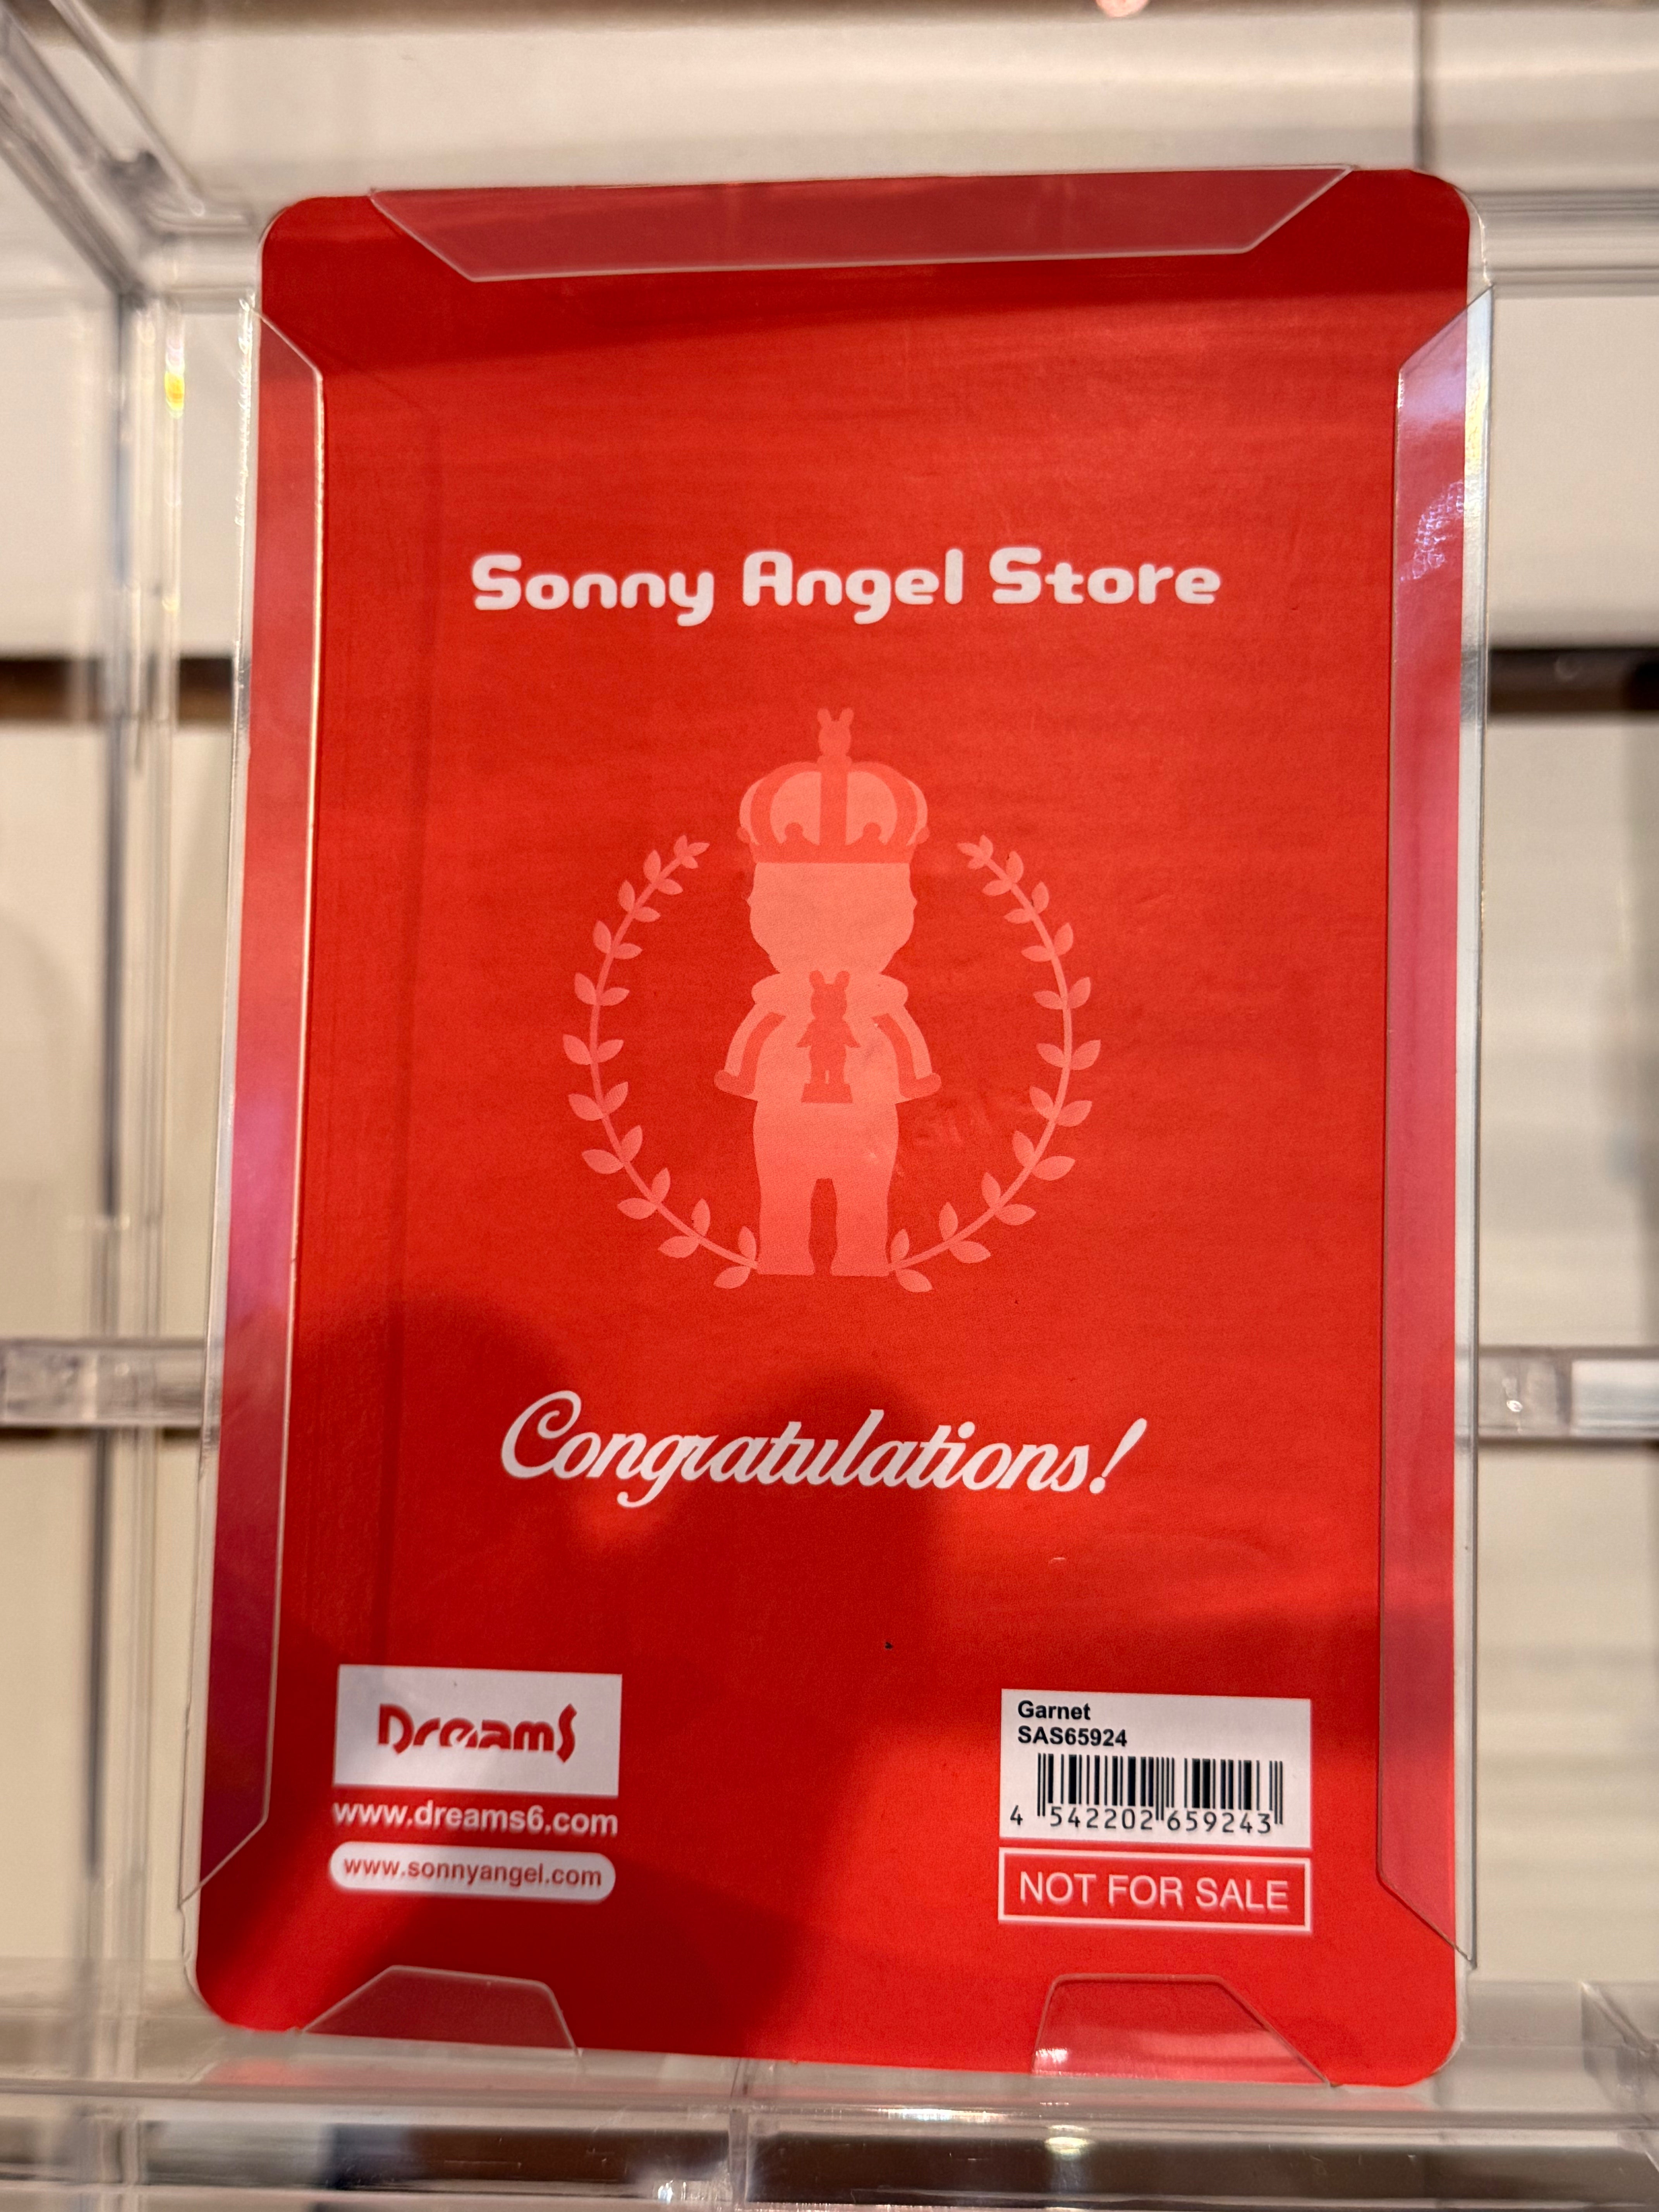 Sonny Angel Store
Congratulations!
Dreams
www.dreams6.com
www.sonnyangel.com
Garnet
SAS65924
4 542202 659243
NOT FOR SALE